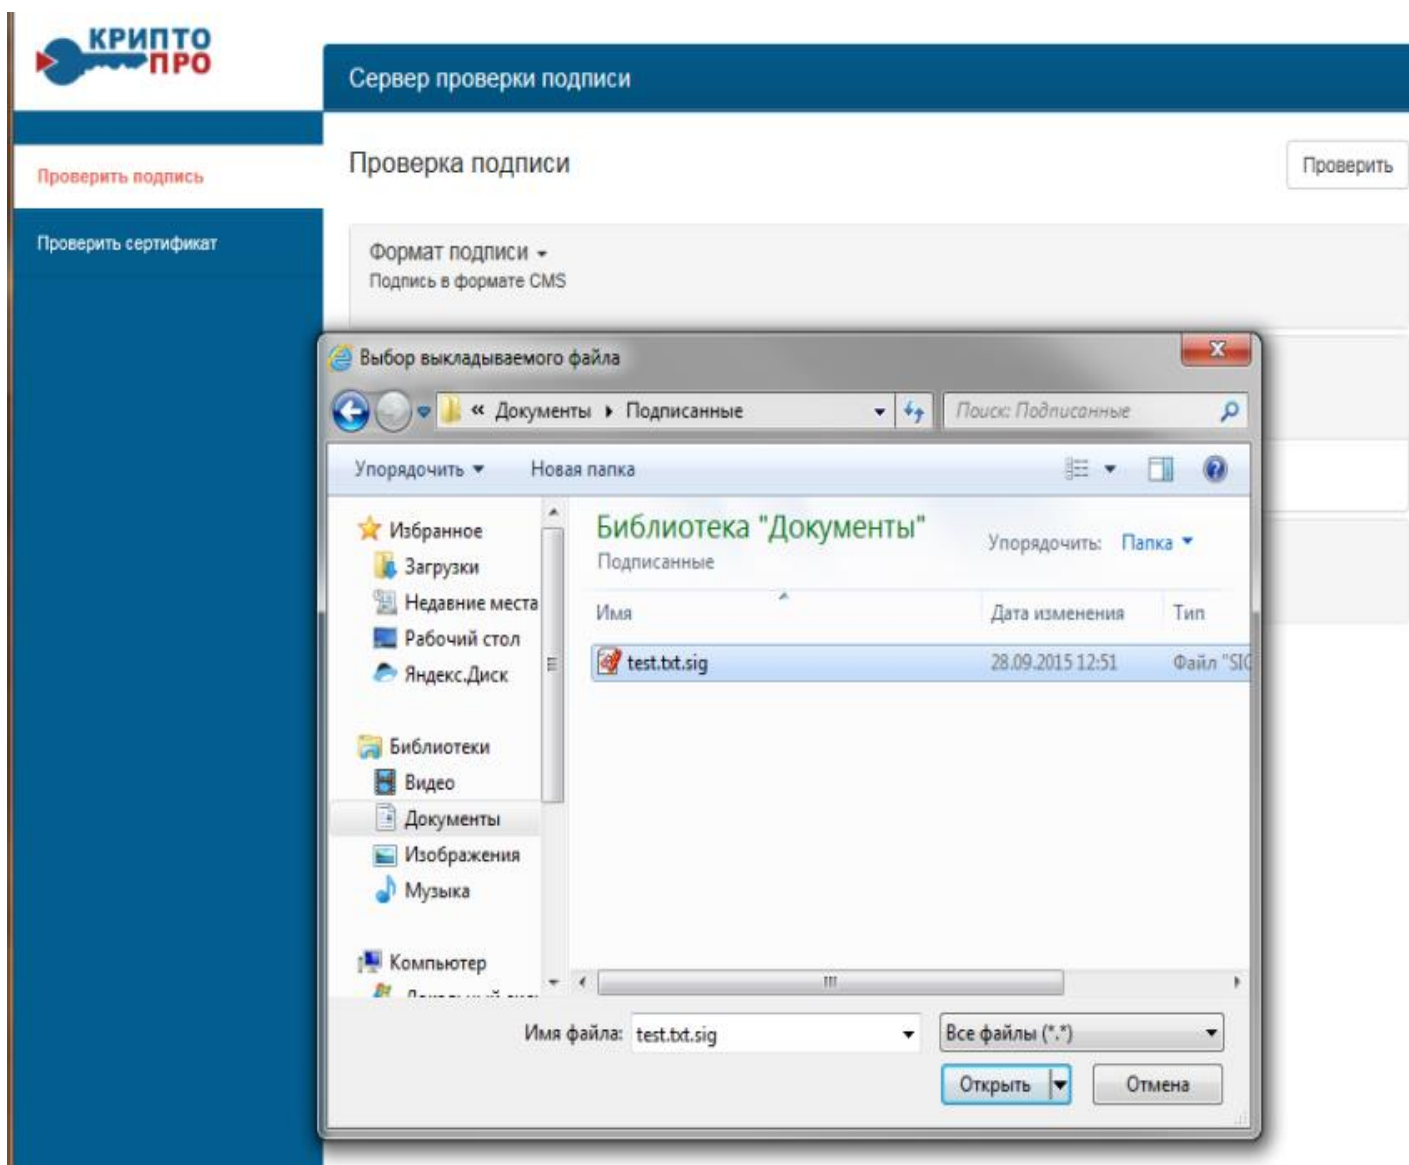 КРИПТО
ПРО
Сервер проверки подписи
Проверить подпись
Проверка подписи
Проверить
Проверить сертификат
Формат подписи
Подпись в формате CMS
Выбор выкладываемого файла
« Документы Подписанные
Поиск: Подписанные
Упорядочить
Новая папка
Избранное
Загрузки
Недавние места
Рабочий стол
Яндекс.Диск
Библиотеки
Видео
Документы
Изображения
Музыка
Компьютер
Библиотека "Документы"
Подписанные
Упорядочить: Папка
Имя Дата изменения Тип
test.txt.sig 28.09.2015 12:51 Файл "SIG
Имя файла: test.txt.sig
Все файлы (*.*)
Открыть
Отмена